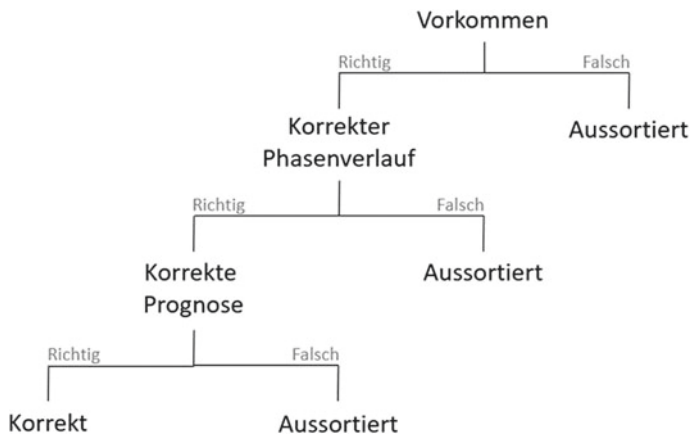 Vorkommen
Richtig Falsch
Korrekter Aussortiert
Phasenverlauf
Richtig Falsch
Korrekte Aussortiert
Prognose
Richtig Falsch
Korrekt Aussortiert